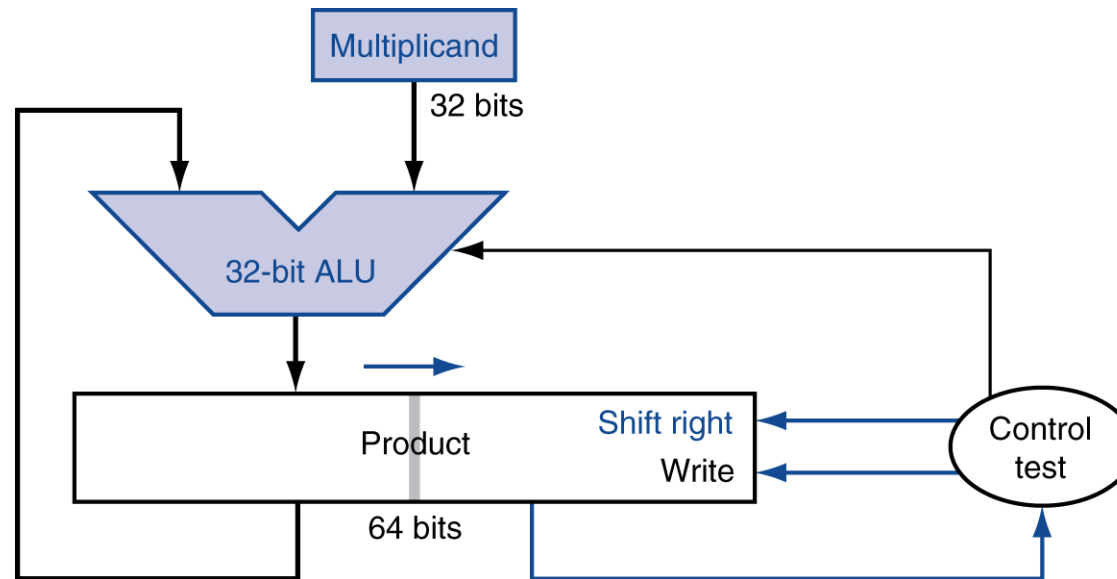 Multiplicand
32 bits
32-bit ALU
Product
Shift right
Write
64 bits
Control
test